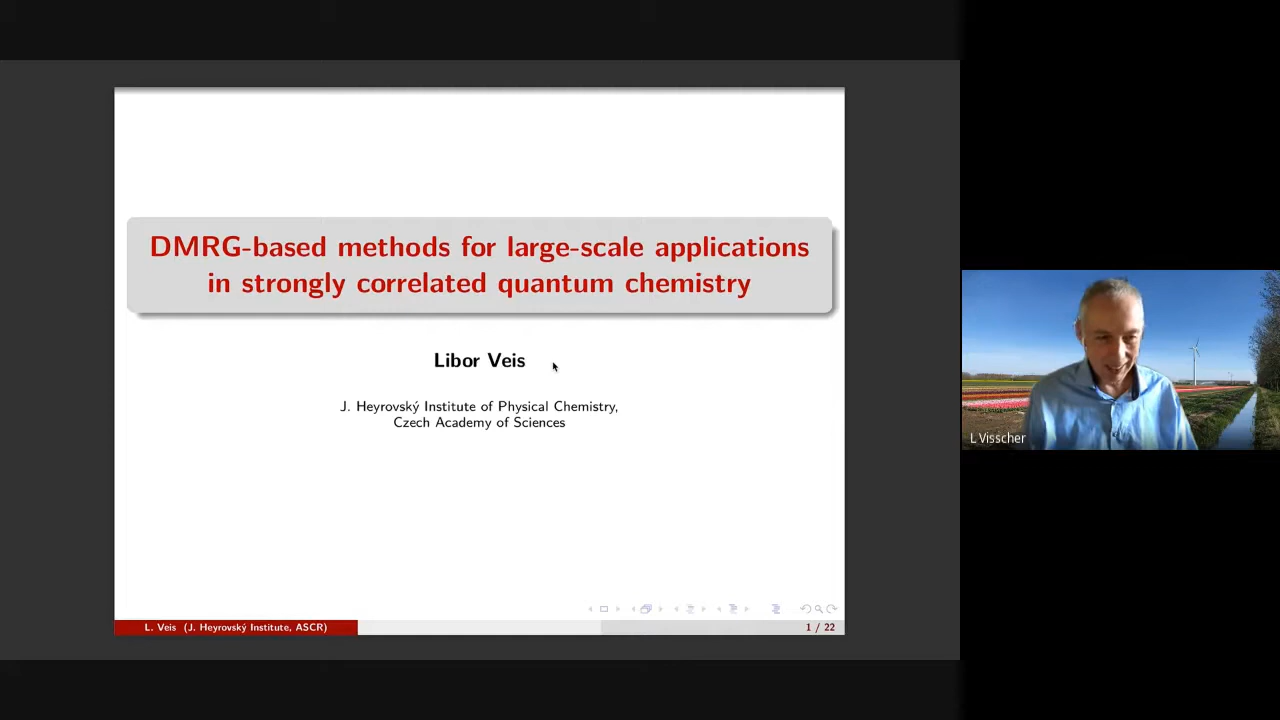 DMRG-based methods for large-scale applications
in strongly correlated quantum chemistry
Libor Veis
J. Heyrovský Institute of Physical Chemistry,
Czech Academy of Sciences
L. Veis (J. Heyrovský Institute, ASCR)
1 / 22
L Visscher